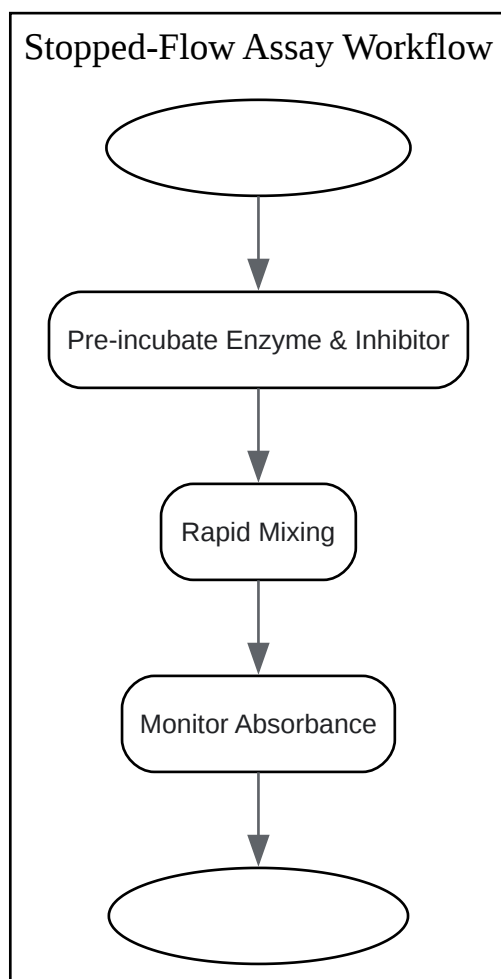 Stopped-Flow Assay Workflow
Pre-incubate Enzyme & Inhibitor
Rapid Mixing
Monitor Absorbance